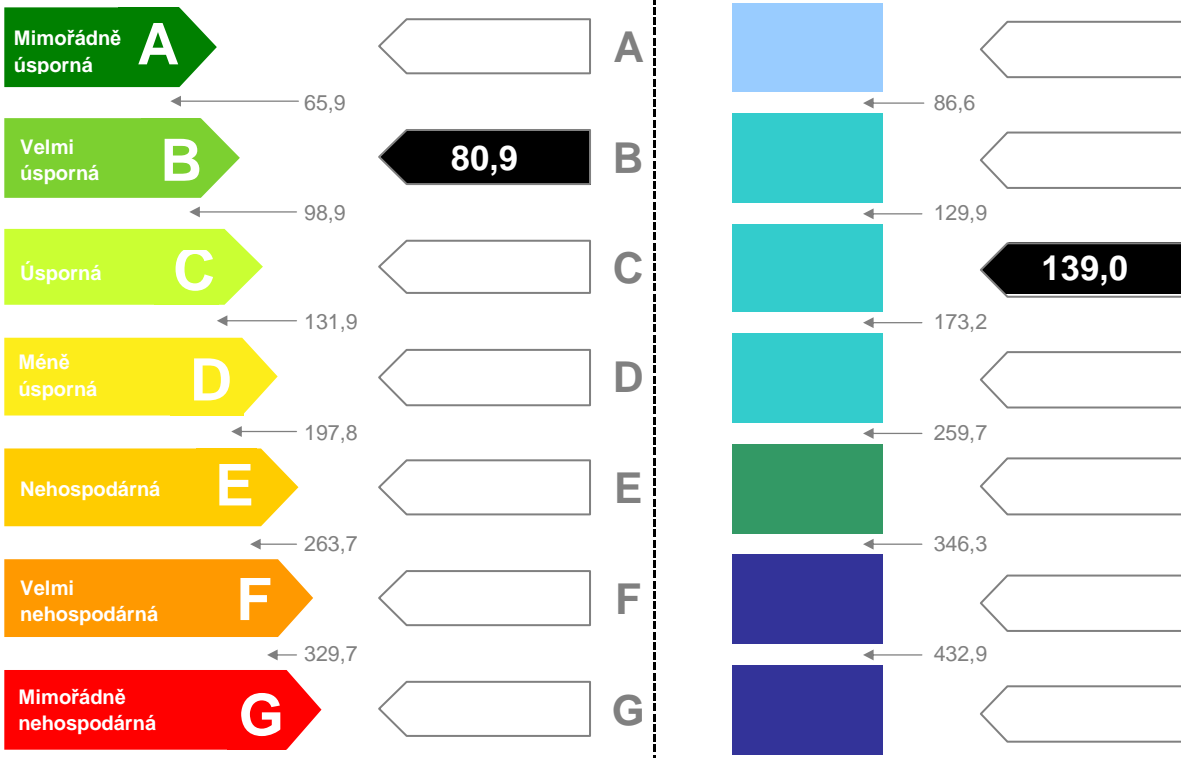 Mimořádně
úsporná
A
A
65,9
86,6
Velmi
úsporná
B
80,9
B
98,9
129,9
Úsporná
C
C
139,0
131,9
173,2
Méně
úsporná
D
D
197,8
259,7
Nehospodárná
E
E
263,7
346,3
Velmi
nehospodárná
F
F
329,7
432,9
Mimořádně
nehospodárná
G
G